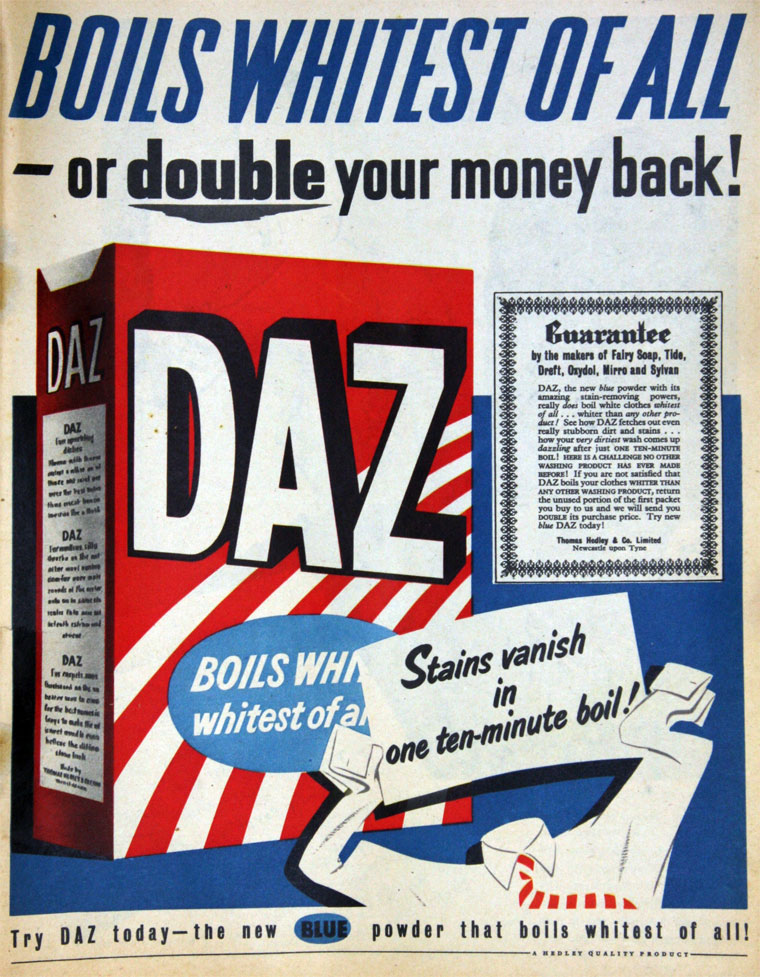 BOILS WHITEST OF ALL
– or double your money back!
DAZ
DAZ
DAZ
DAZ
DAZ
BOILS WHI
whitest of al
Guarantee
by the makers of Fairy Soap, Tide,
Dreft, Oxydol, Mirro and Sylvan
DAZ, the new blue powder with its
amazing stain-removing powers,
really does boil white clothes whitest
of all . . . whiter than any other pro-
duct! See how DAZ fetches out even
really stubborn dirt and stains . . .
how your very dirtiest wash comes up
dazzling after just ONE TEN-MINUTE
BOIL! HERE IS A CHALLENGE NO OTHER
WASHING PRODUCT HAS EVER MADE
BEFORE! If you are not satisfied that
DAZ boils your clothes WHITER THAN
ANY OTHER WASHING PRODUCT, return
the unused portion of the first packet
you buy to us and we will send you
DOUBLE its purchase price. Try new
blue DAZ today!
Thomas Hedley & Co. Limited
Newcastle upon Tyne
Stains vanish
in
one ten-minute boil!
Try DAZ today—the new BLUE powder that boils whitest of all!
A HEDLEY QUALITY PRODUCT